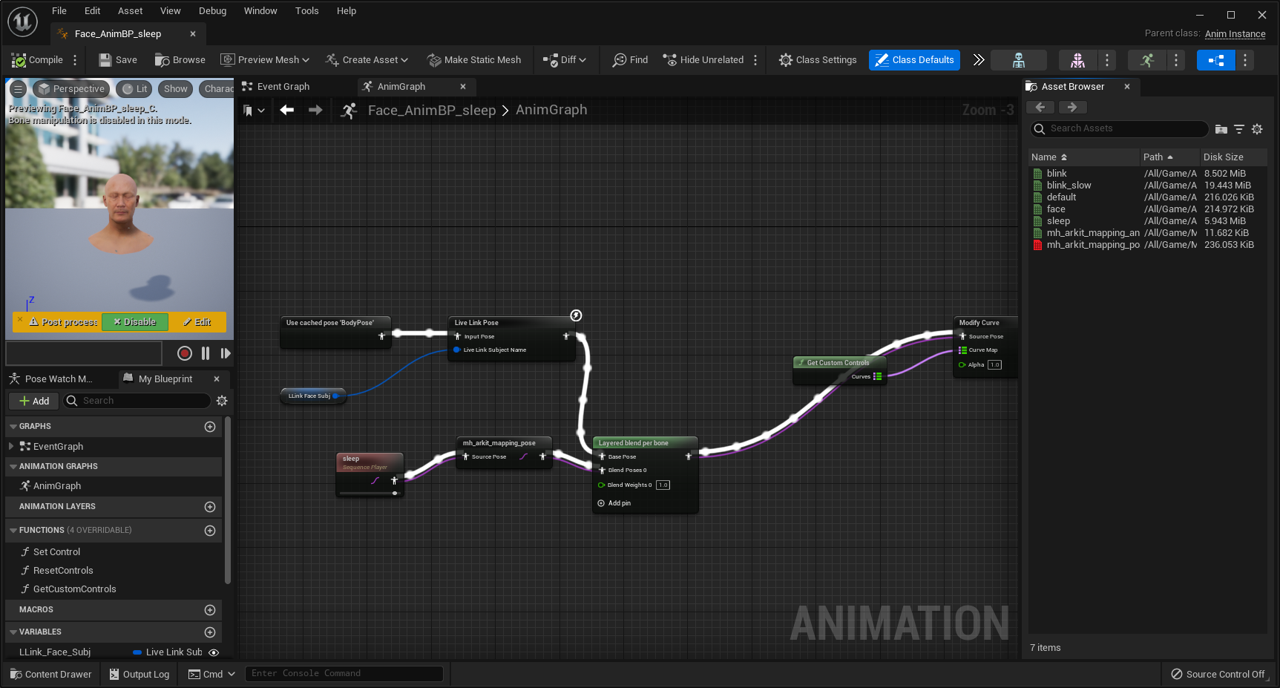 File Edit Asset View Debug Window Tools Help
Face_AnimBP_sleep
Parent class: Anim Instance
Compile Save Browse Preview Mesh Create Asset Make Static Mesh Diff Find Hide Unrelated Class Settings Class Defaults
Perspective Lit Show Charac
Previewing Face_AnimBP_sleep_C.
Bone manipulation is disabled in this mode.
Z
Post process Disable Edit
Pose Watch M... My Blueprint
Add Search
GRAPHS
EventGraph
ANIMATION GRAPHS
AnimGraph
ANIMATION LAYERS
FUNCTIONS (4 OVERRIDABLE)
Set Control
ResetControls
GetCustomControls
MACROS
VARIABLES
LLink_Face_Subj Live Link Sub
Event Graph AnimGraph
Face_AnimBP_sleep > AnimGraph Zoom -3
Use cached pose 'BodyPose'
Live Link Pose
Input Pose
Live Link Subject Name
LLink Face Subj
sleep
Sequence Player
mh_arkit_mapping_pose
Source Pose
Layered blend per bone
Base Pose
Blend Poses 0
Blend Weights 0 1.0
Add pin
Get Custom Controls
Curves
Modify Curve
Source Pose
Curve Map
Alpha 1.0
ANIMATION
Asset Browser
Search Assets
Name Path Disk Size
blink /All/Game/A 8.502 MiB
blink_slow /All/Game/A 19.443 MiB
default /All/Game/A 216.026 KiB
face /All/Game/A 214.972 KiB
sleep /All/Game/A 5.943 MiB
mh_arkit_mapping_an /All/Game/M 11.682 KiB
mh_arkit_mapping_po /All/Game/M 236.053 KiB
7 items
Content Drawer Output Log Cmd Enter Console Command Source Control Off